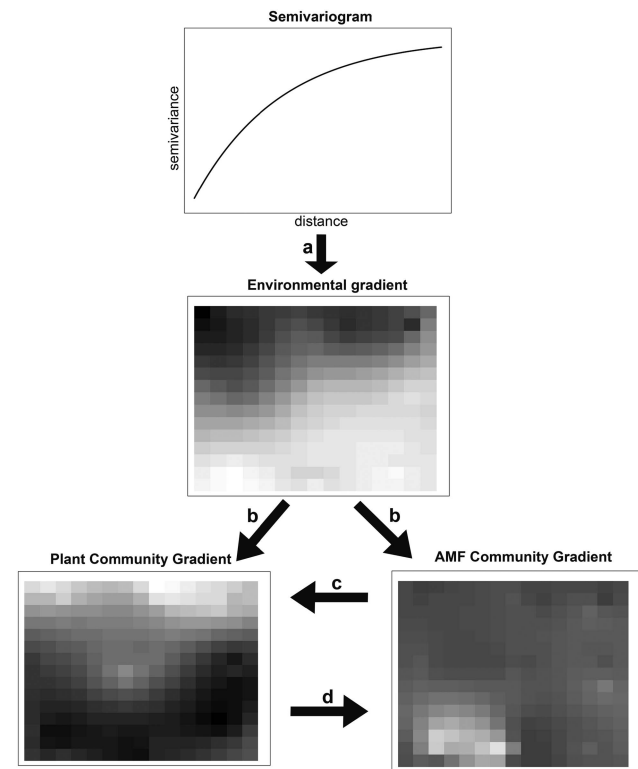 Semivariogram
semivariance
distance
a
Environmental gradient
b
b
Plant Community Gradient
AMF Community Gradient
c
d